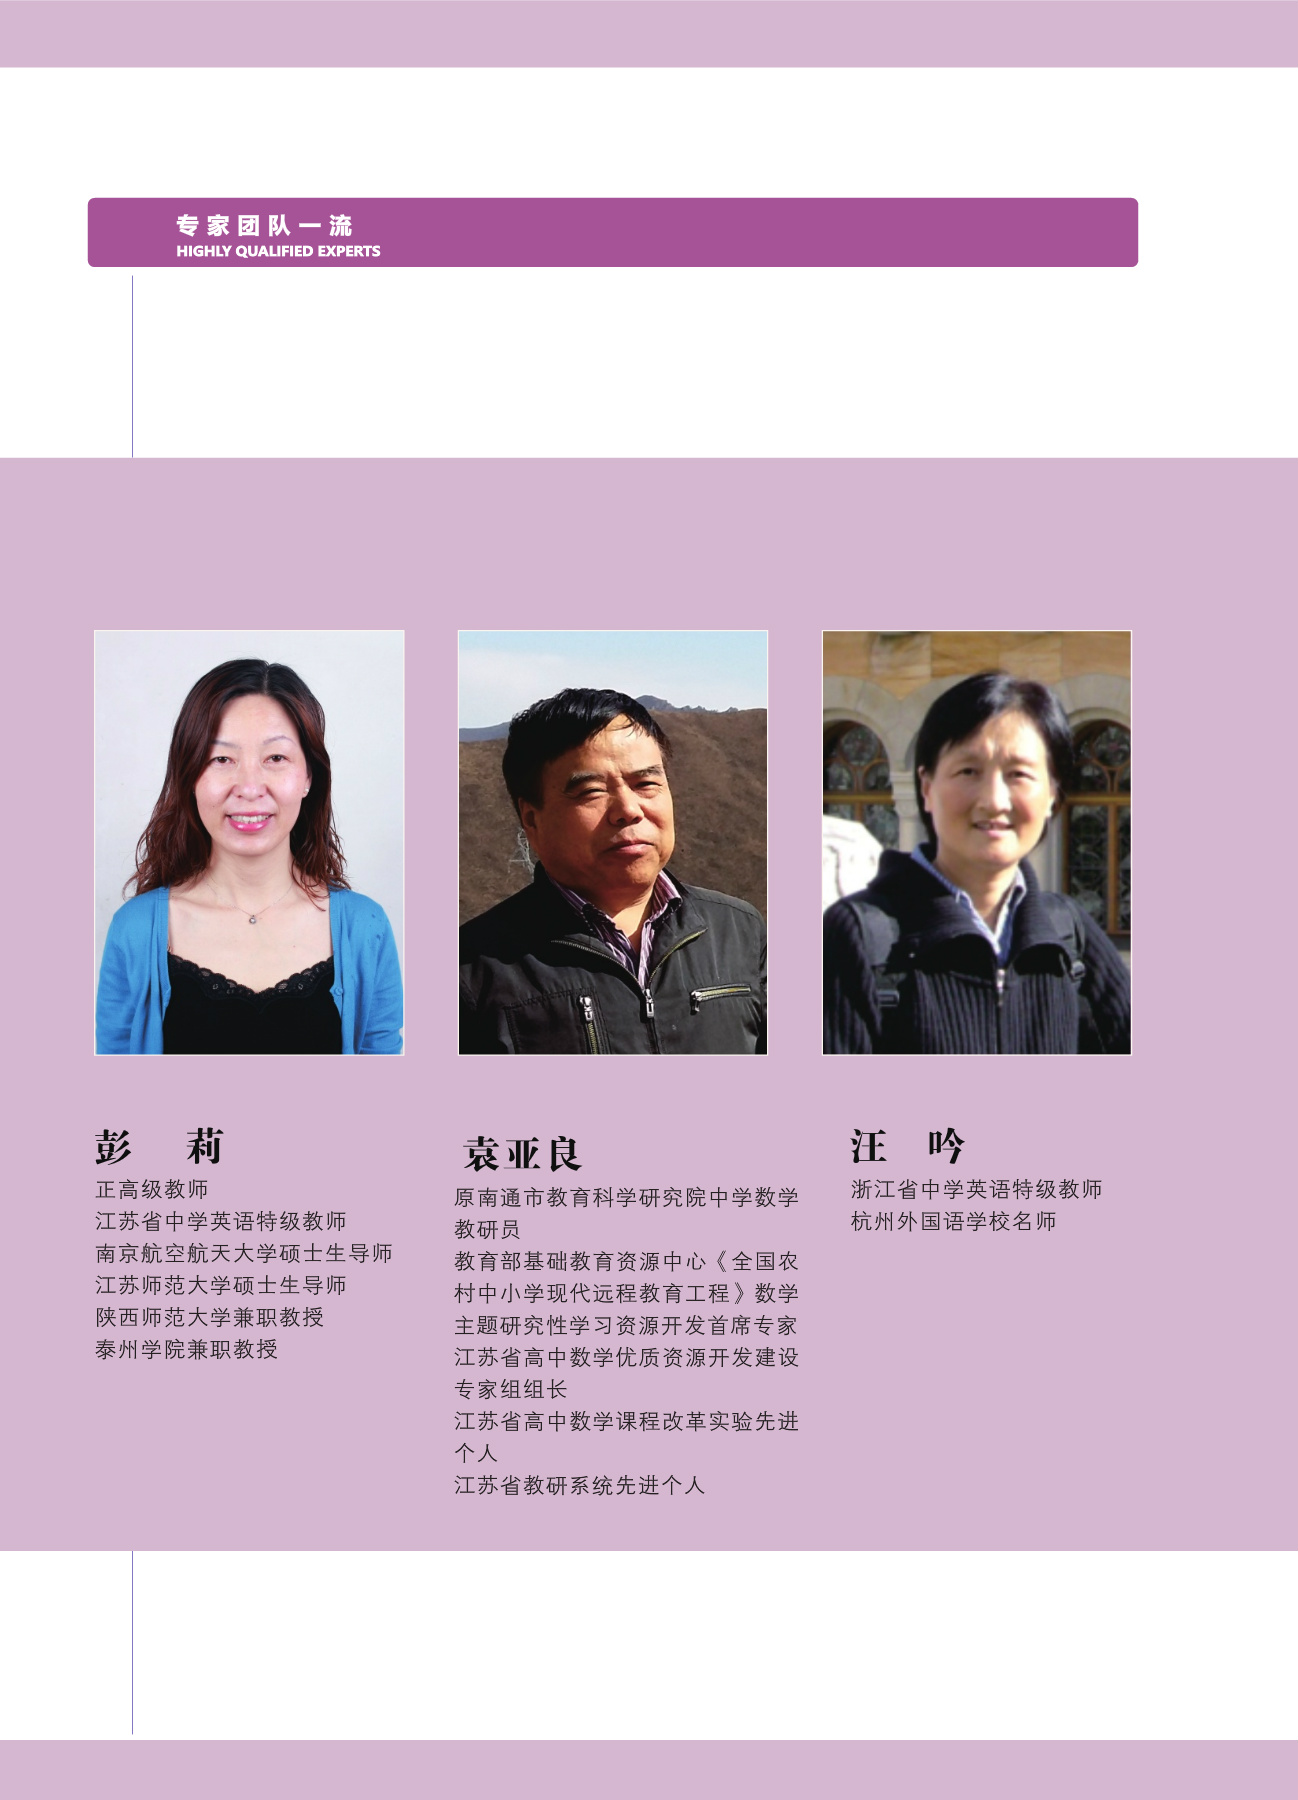 专家团队一流
HIGHLY QUALIFIED EXPERTS
彭 莉
正高级教师
江苏省中学英语特级教师
南京航空航天大学硕士生导师
江苏师范大学硕士生导师
陕西师范大学兼职教授
泰州学院兼职教授
袁亚良
原南通市教育科学研究院中学数学
教研员
教育部基础教育资源中心《全国农
村中小学现代远程教育工程》数学
主题研究性学习资源开发首席专家
江苏省高中数学优质资源开发建设
专家组组长
江苏省高中数学课程改革实验先进
个人
江苏省教研系统先进个人
汪 吟
浙江省中学英语特级教师
杭州外国语学校名师